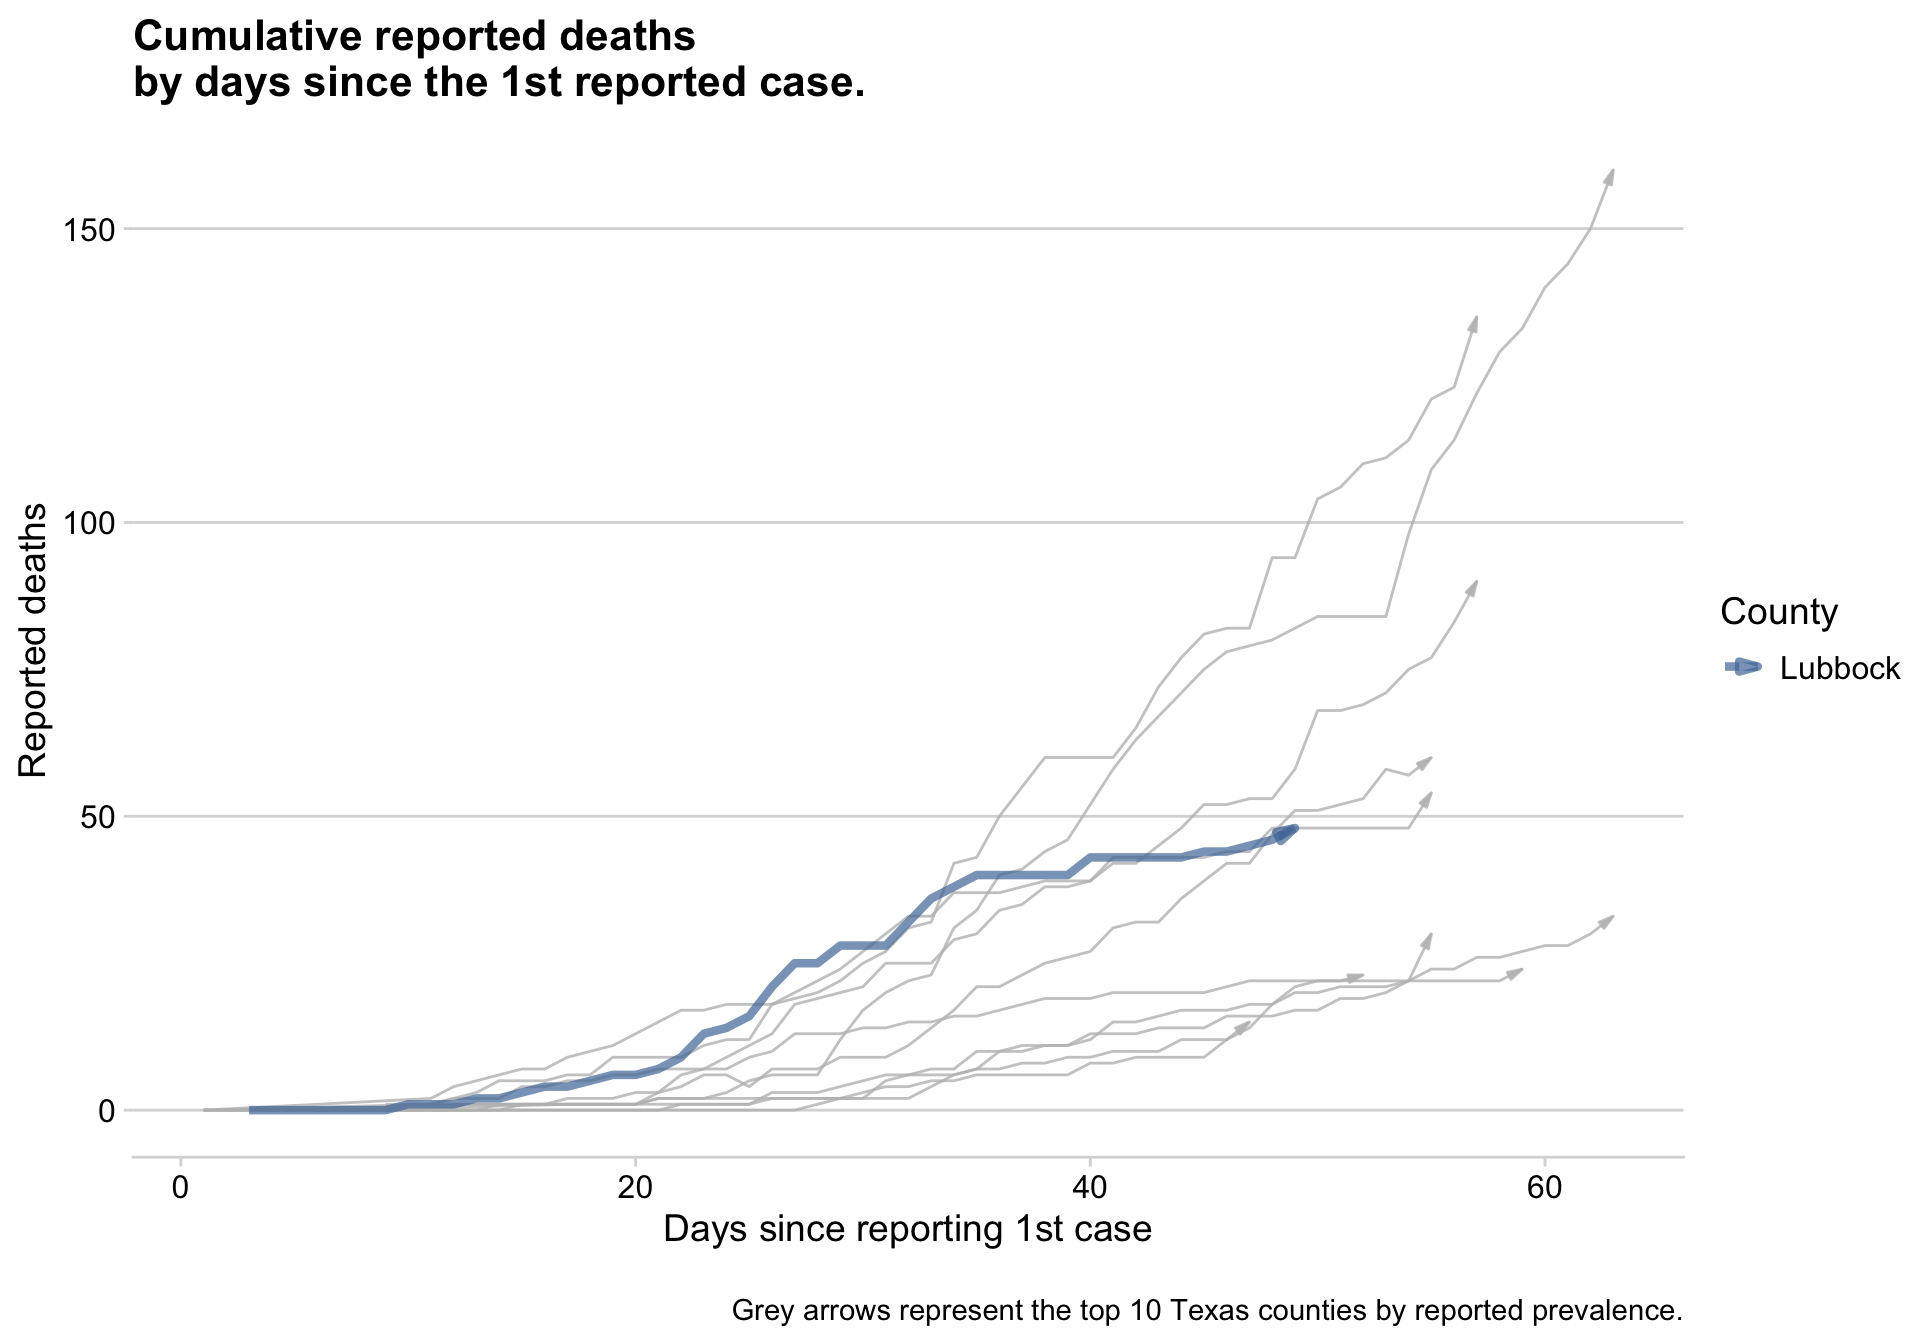 Cumulative reported deaths
by days since the 1st reported case.
150
100
50
0
Reported deaths
0 20 40 60
Days since reporting 1st case
County
Lubbock
Grey arrows represent the top 10 Texas counties by reported prevalence.